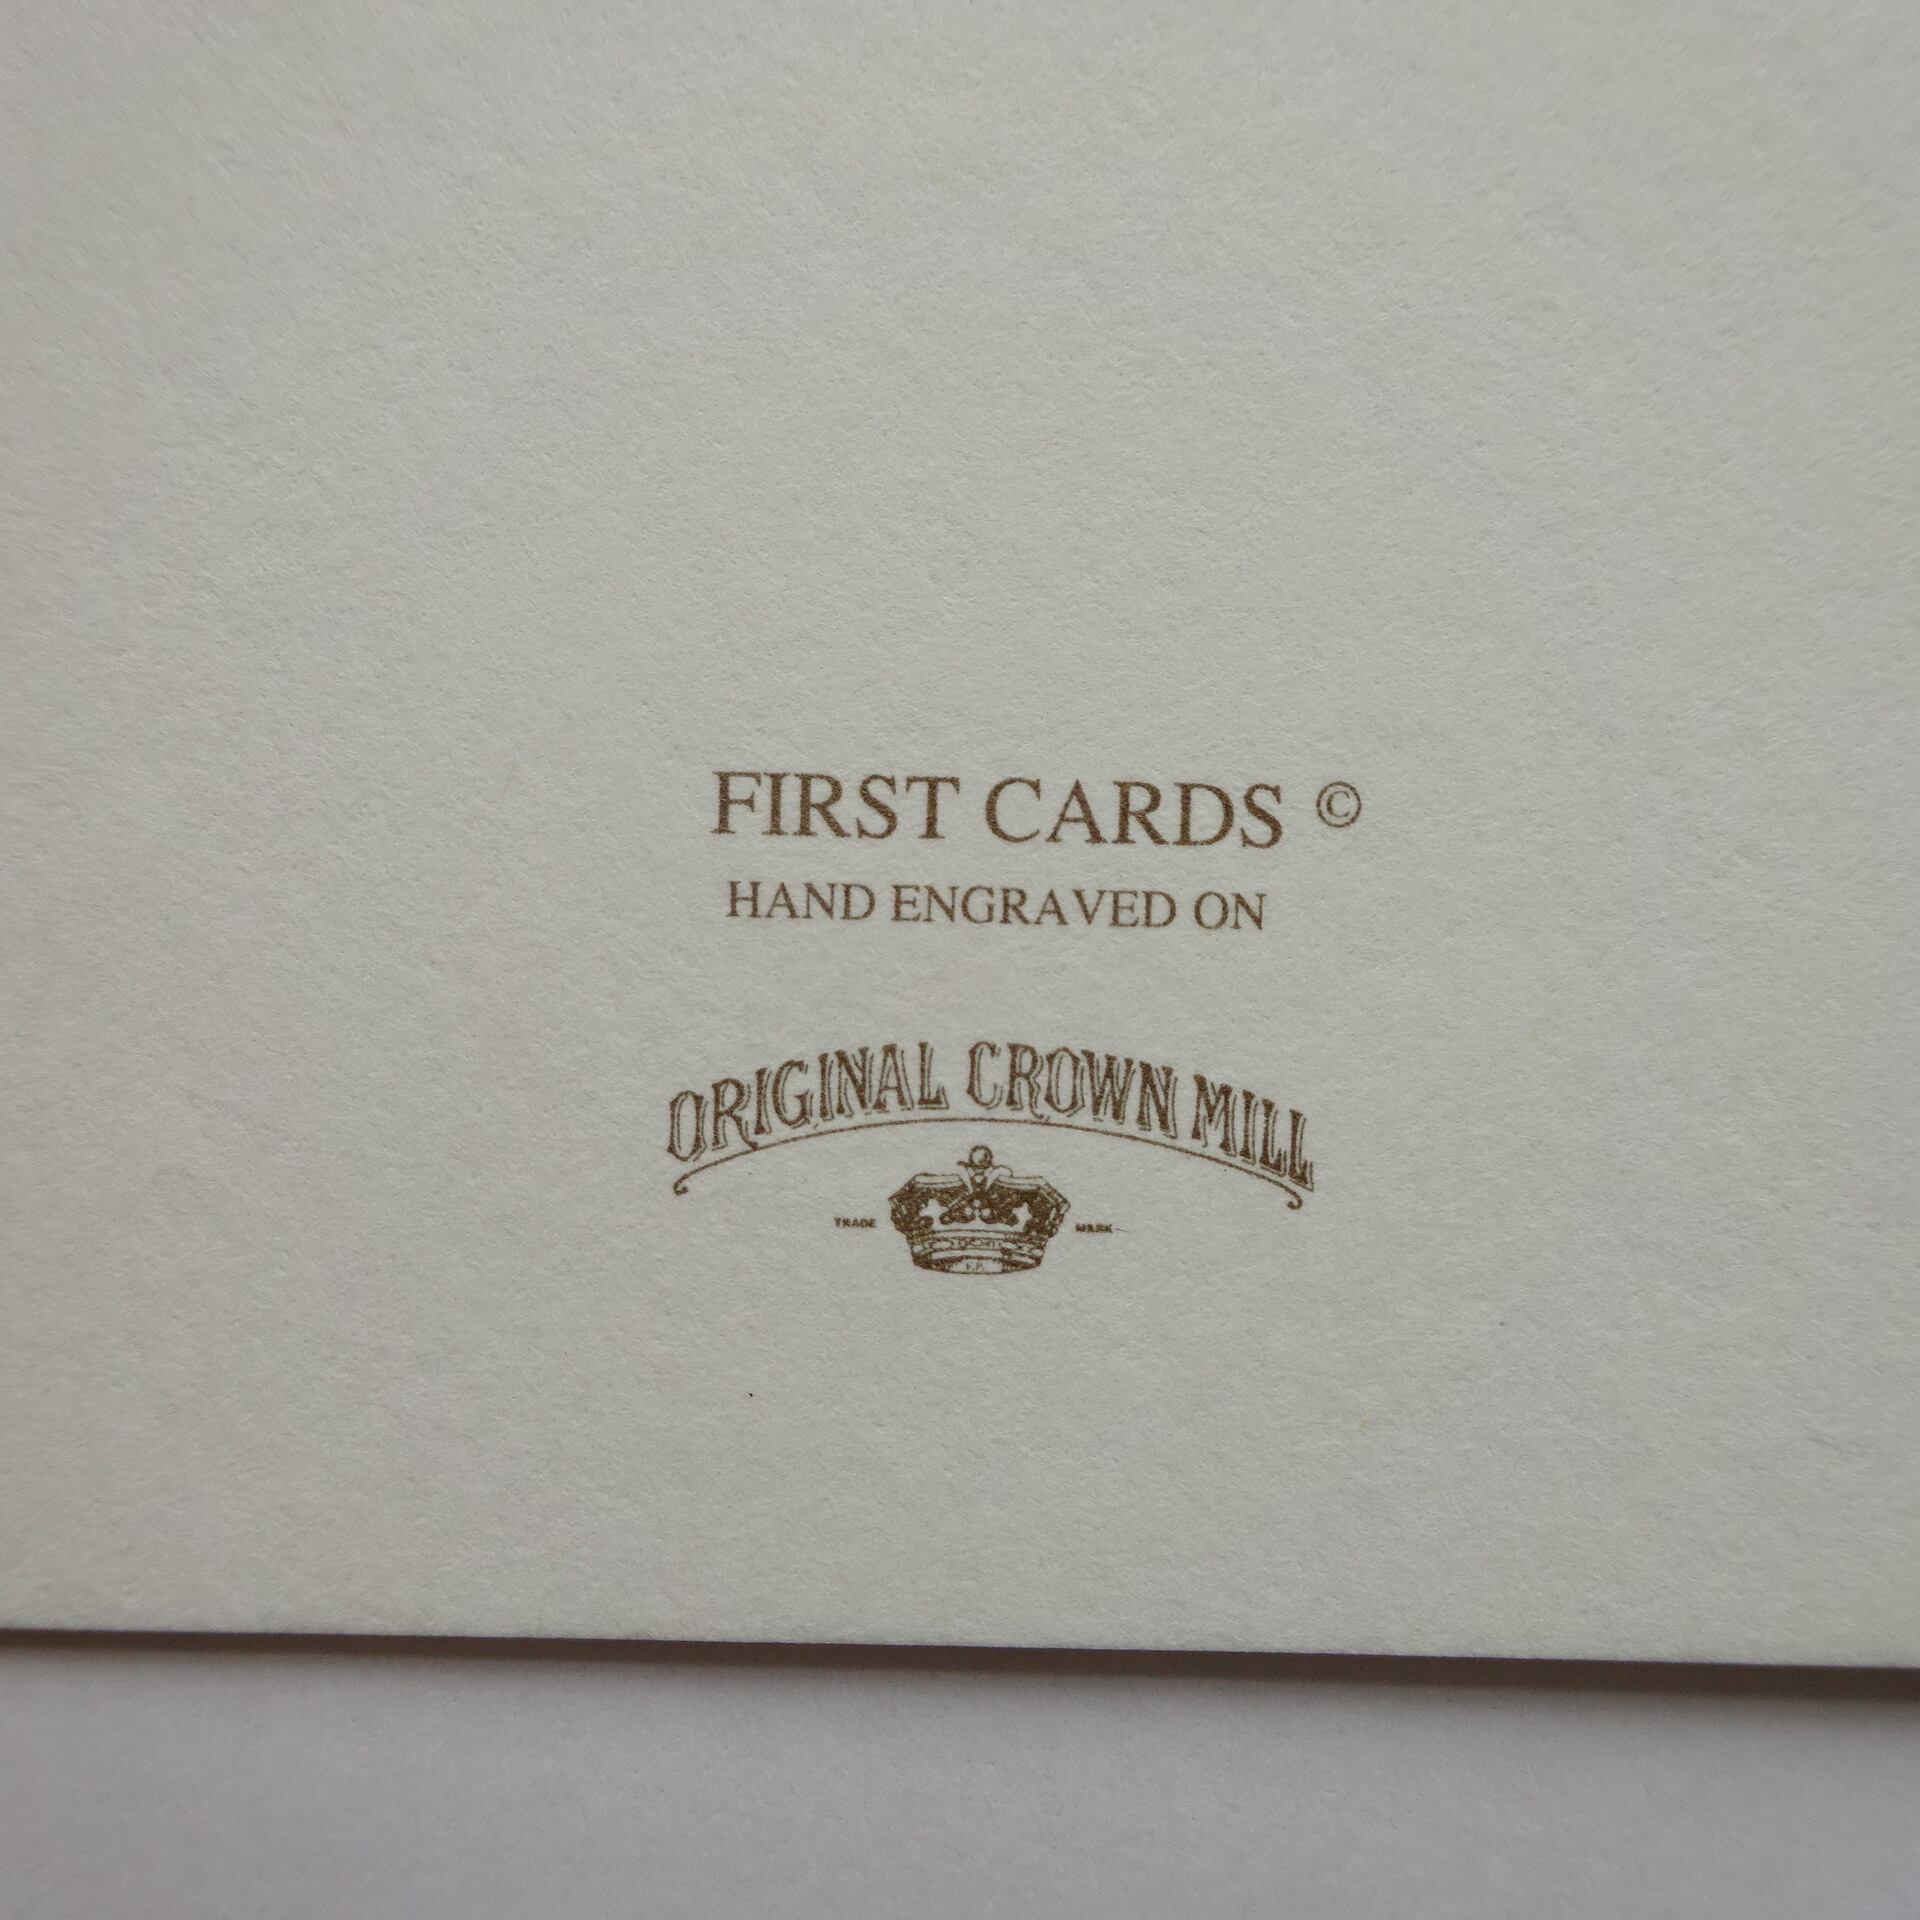 FIRST CARDS ©
HAND ENGRAVED ON
ORIGINAL CROWN MILL
TRADE MARK